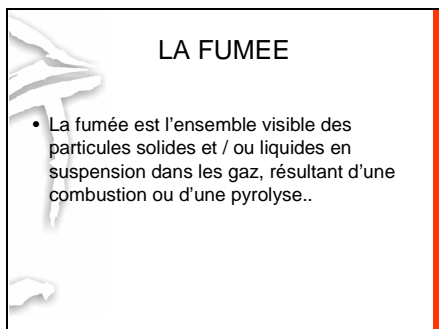 LA FUMEE
• La fumée est l'ensemble visible des
particules solides et / ou liquides en
suspension dans les gaz, résultant d'une
combustion ou d'une pyrolyse..